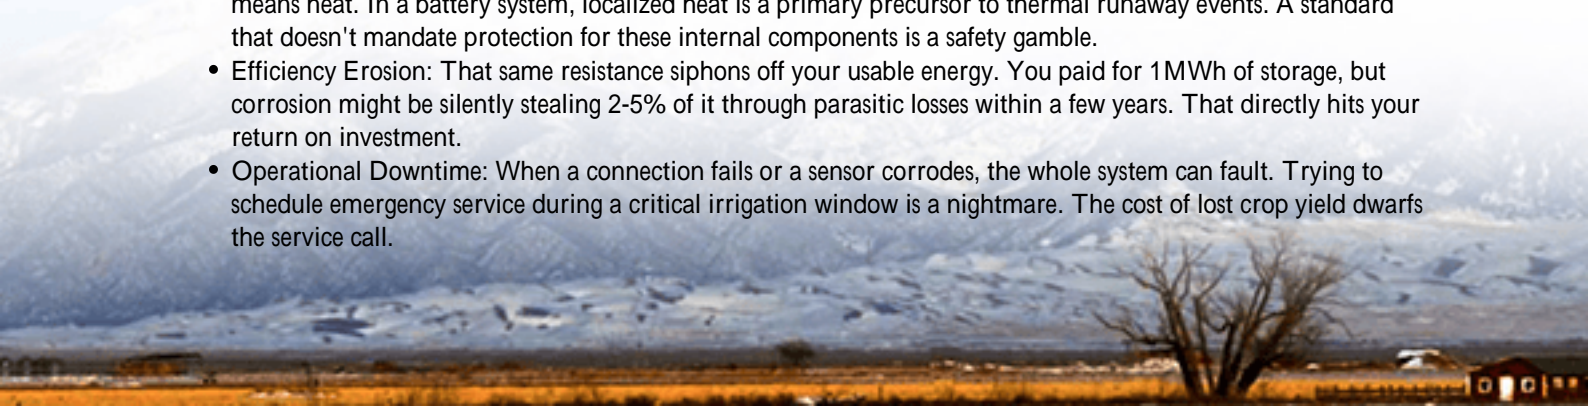 means heat. In a battery system, localized heat is a primary precursor to thermal runaway events. A standard
that doesn't mandate protection for these internal components is a safety gamble.
• Efficiency Erosion: That same resistance siphons off your usable energy. You paid for 1MWh of storage, but
corrosion might be silently stealing 2-5% of it through parasitic losses within a few years. That directly hits your
return on investment.
• Operational Downtime: When a connection fails or a sensor corrodes, the whole system can fault. Trying to
schedule emergency service during a critical irrigation window is a nightmare. The cost of lost crop yield dwarfs
the service call.